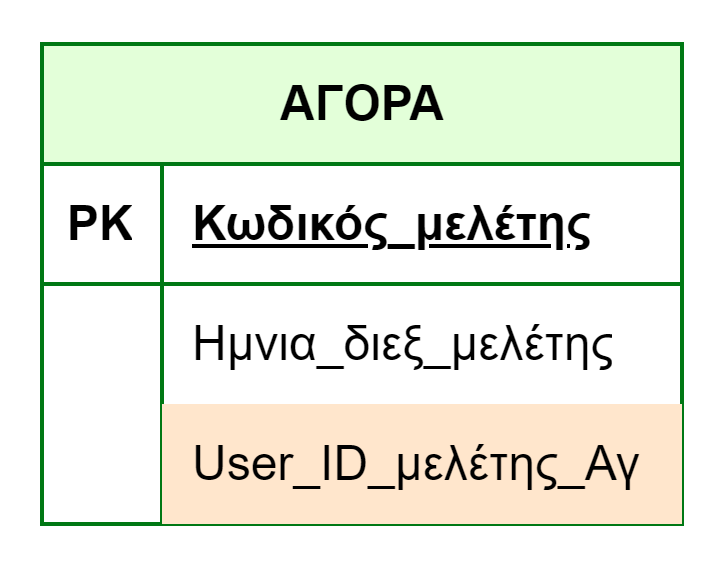 ΑΓΟΡΑ
PK Κωδικός_μελέτης
Ημνια_διεξ_μελέτης
User_ID_μελέτης_Αγ